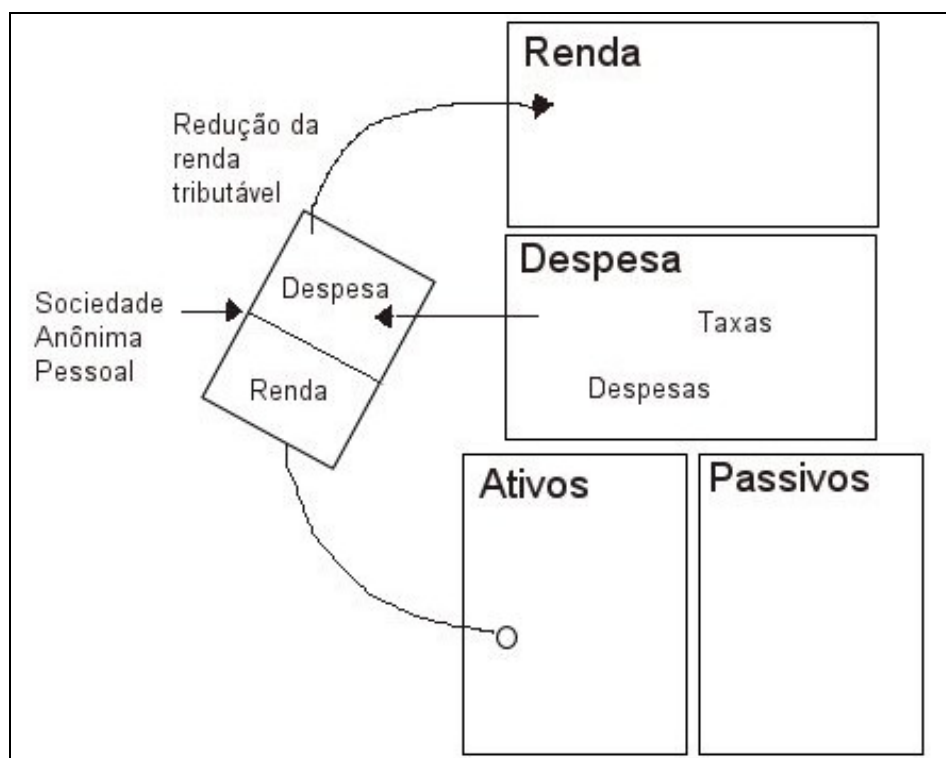 Renda
Redução da
renda
tributável
Despesa
Despesa
Taxas
Sociedade
Anônima
Pessoal
Renda
Despesas
Ativos
Passivos